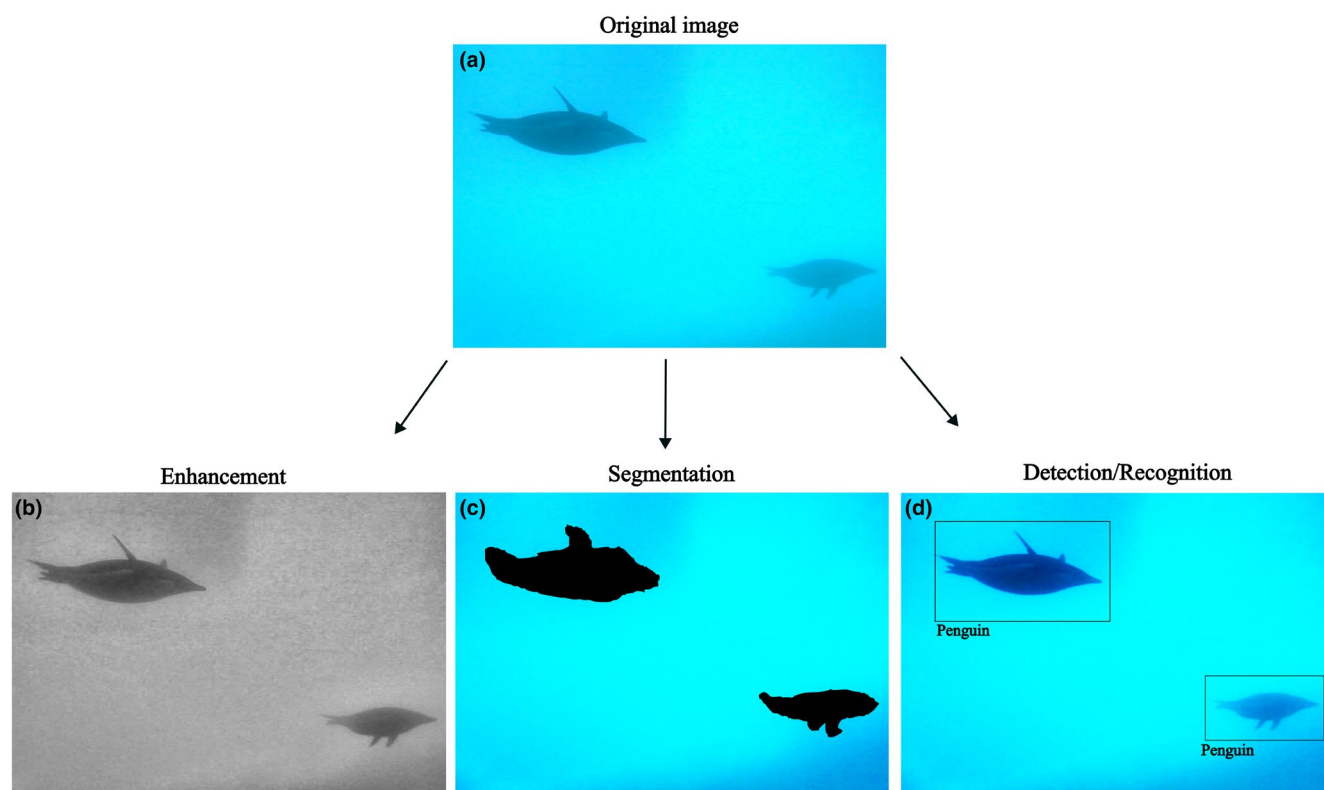 Original image
(a)
Enhancement
Segmentation
Detection/Recognition
(b)
(c)
(d)
Penguin
Penguin